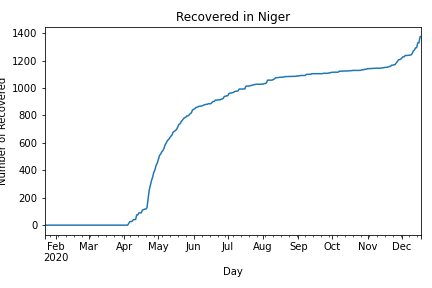 Recovered in Niger
Number of Recovered
1400
1200
1000
800
600
400
200
0
Feb Mar Apr May Jun Jul Aug Sep Oct Nov Dec
2020
Day